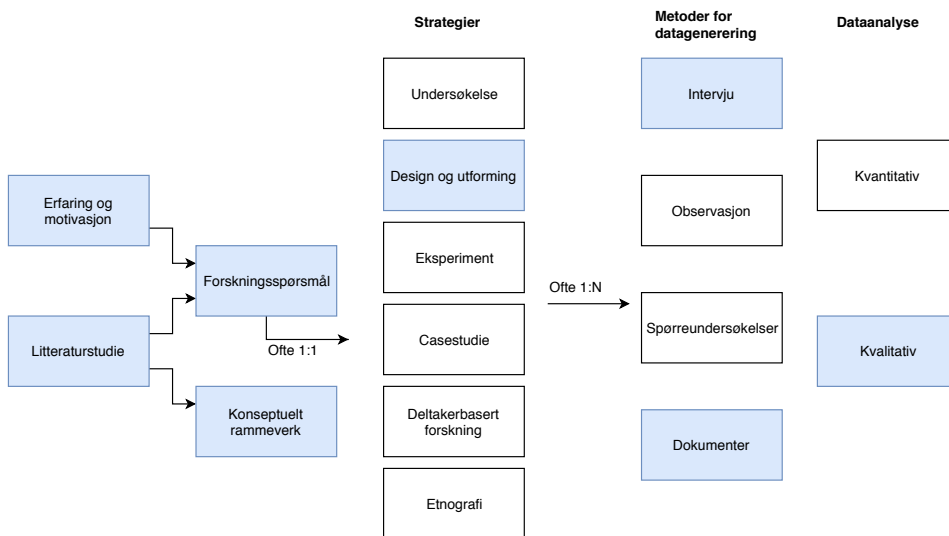 Strategier
Metoder for
datagenerering
Dataanalyse
Undersøkelse
Intervju
Design og utforming
Kvantitativ
Erfaring og
motivasjon
Observasjon
Eksperiment
Forskningsspørsmål
Ofte 1:N
Casestudie
Spørreundersøkelser
Litteraturstudie
Ofte 1:1
Kvalitativ
Konseptuelt
rammeverk
Deltakerbasert
forskning
Dokumenter
Etnografi